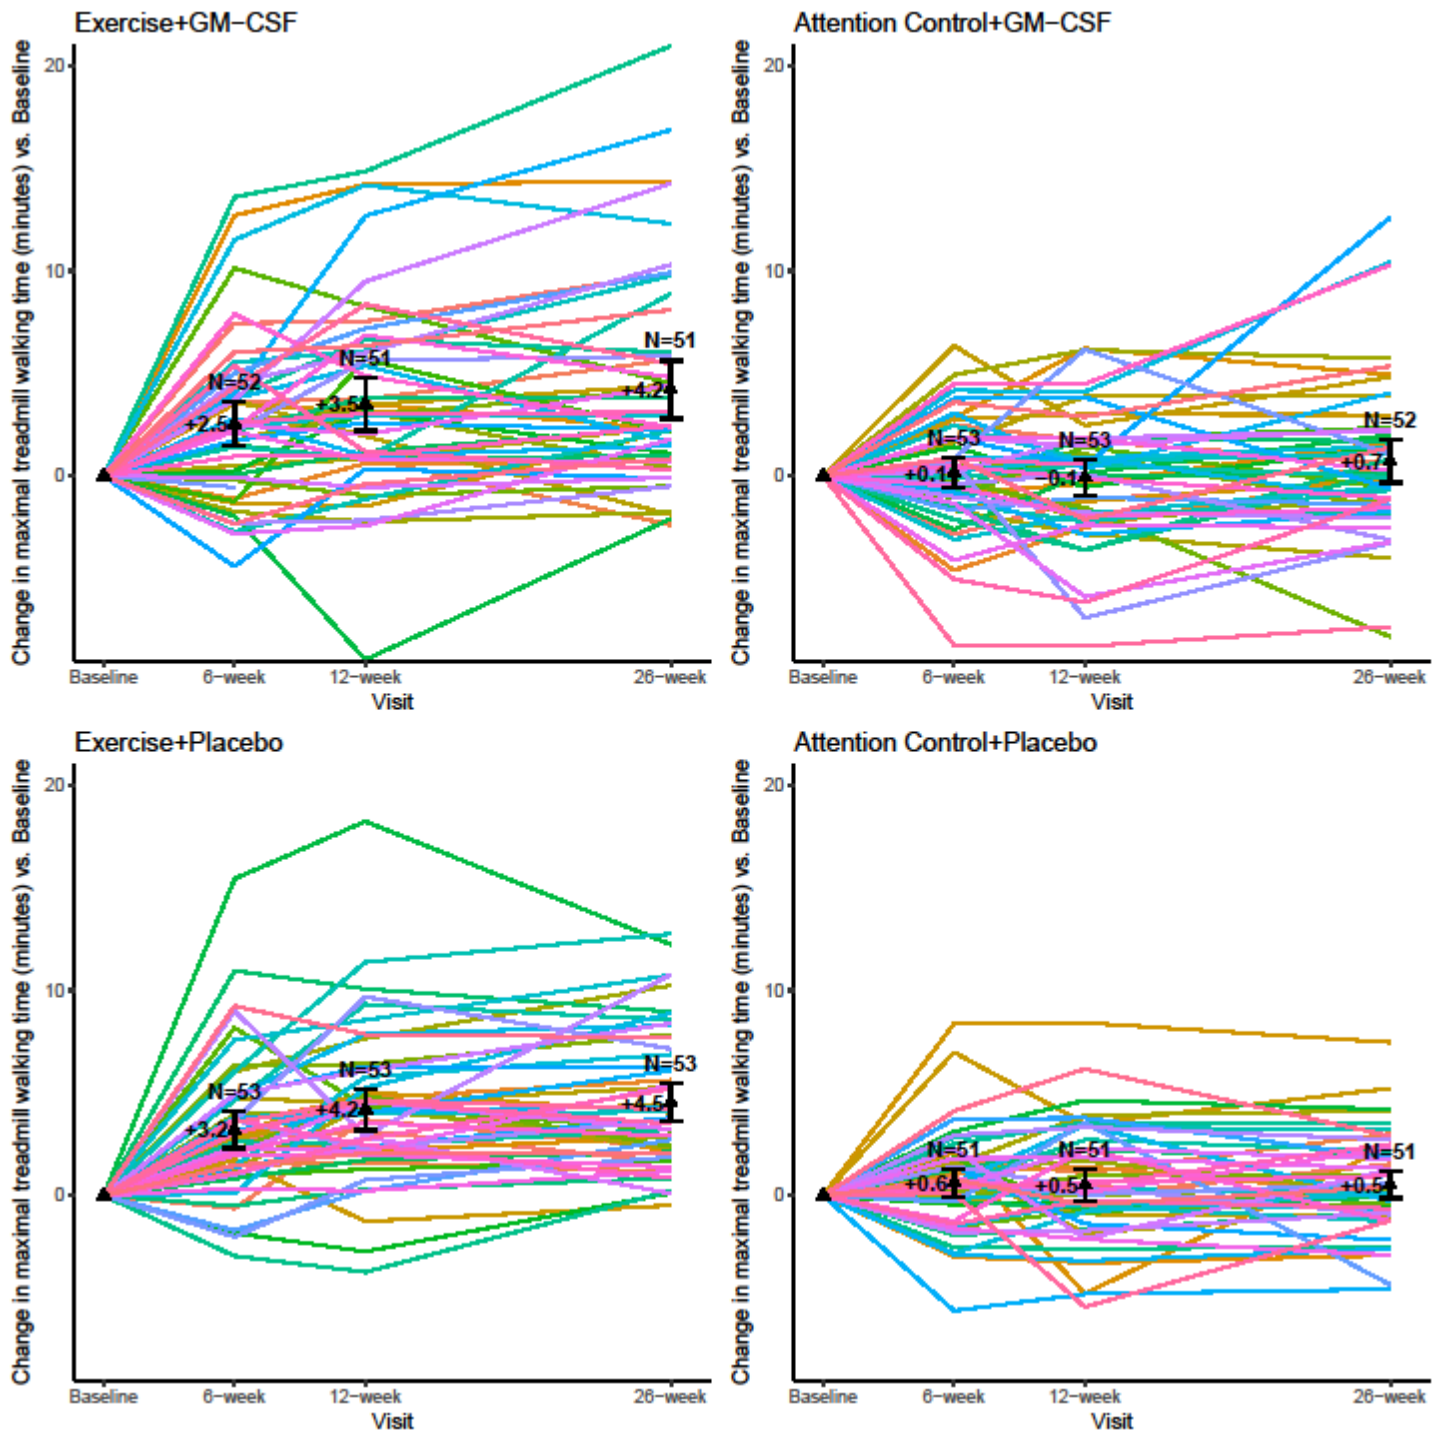 Exercise+GM−CSF
Change in maximal treadmill walking time (minutes) vs. Baseline
20
10
0
N=52
+2.5
N=51
+3.5
N=51
+4.2
Baseline
6−week
12−week
26−week
Visit
Attention Control+GM−CSF
Change in maximal treadmill walking time (minutes) vs. Baseline
20
10
0
N=53
+0.1
N=53
−0.1
N=52
+0.7
Baseline
6−week
12−week
26−week
Visit
Exercise+Placebo
Change in maximal treadmill walking time (minutes) vs. Baseline
20
10
0
N=53
+3.2
N=53
+4.2
N=53
+4.5
Baseline
6−week
12−week
26−week
Visit
Attention Control+Placebo
Change in maximal treadmill walking time (minutes) vs. Baseline
20
10
0
N=51
+0.6
N=51
+0.5
N=51
+0.5
Baseline
6−week
12−week
26−week
Visit